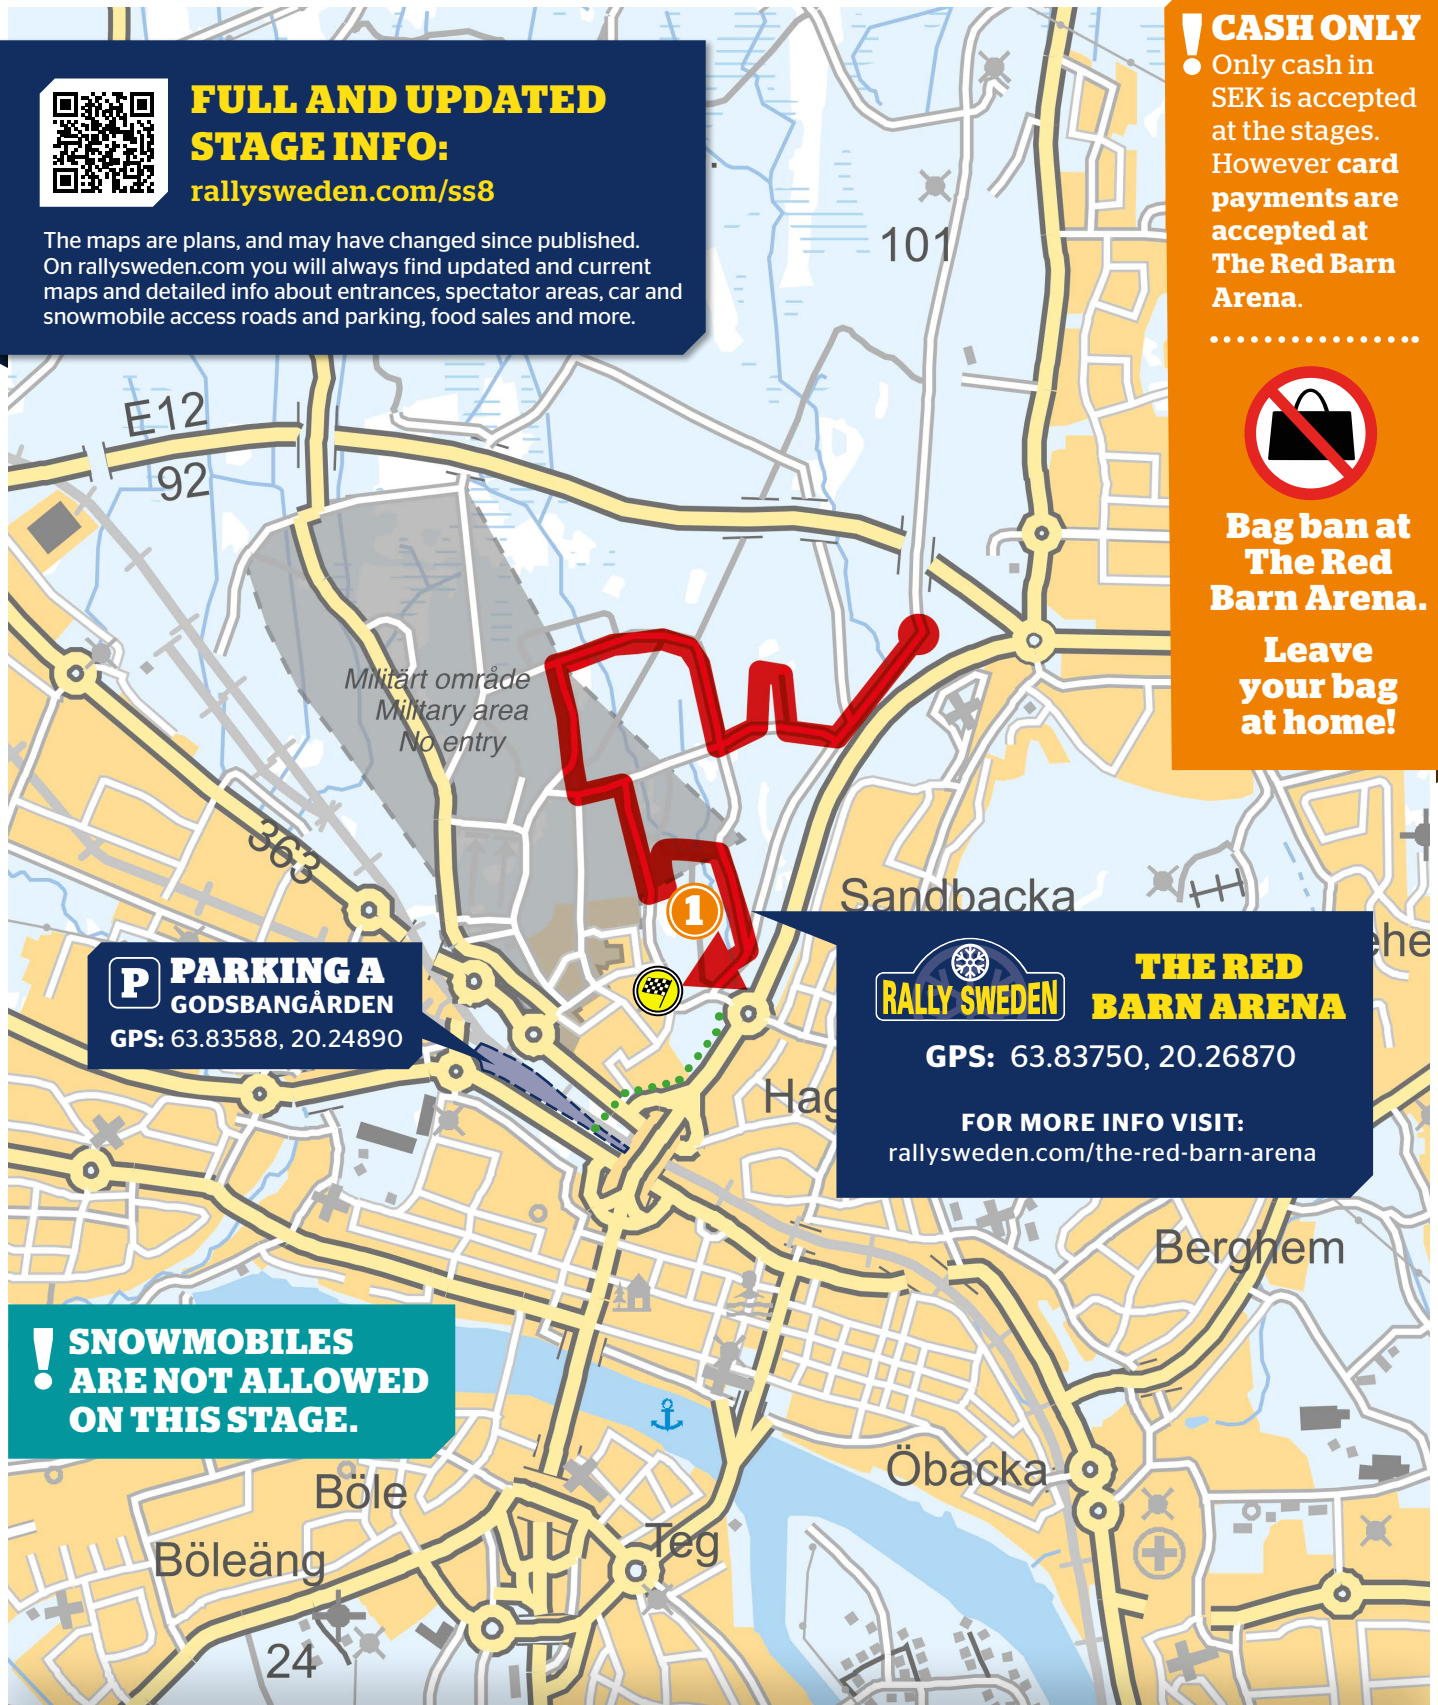 FULL AND UPDATED
STAGE INFO:
rallysweden.com/ss8
The maps are plans, and may have changed since published.
On rallysweden.com you will always find updated and current
maps and detailed info about entrances, spectator areas, car and
snowmobile access roads and parking, food sales and more.
! CASH ONLY
Only cash in
SEK is accepted
at the stages.
However card
payments are
accepted at
The Red Barn
Arena.
Bag ban at
The Red
Barn Arena.
Leave
your bag
at home!
101
E12
92
Militärt område
Military area
No entry
363
Sandbacka
1
P PARKING A
GODSBANGÅRDEN
GPS: 63.83588, 20.24890
RALLY SWEDEN
THE RED
BARN ARENA
GPS: 63.83750, 20.26870
FOR MORE INFO VISIT:
rallysweden.com/the-red-barn-arena
Hag
ehe
Berghem
! SNOWMOBILES
ARE NOT ALLOWED
ON THIS STAGE.
Böle
Öbacka
Teg
Böleäng
24